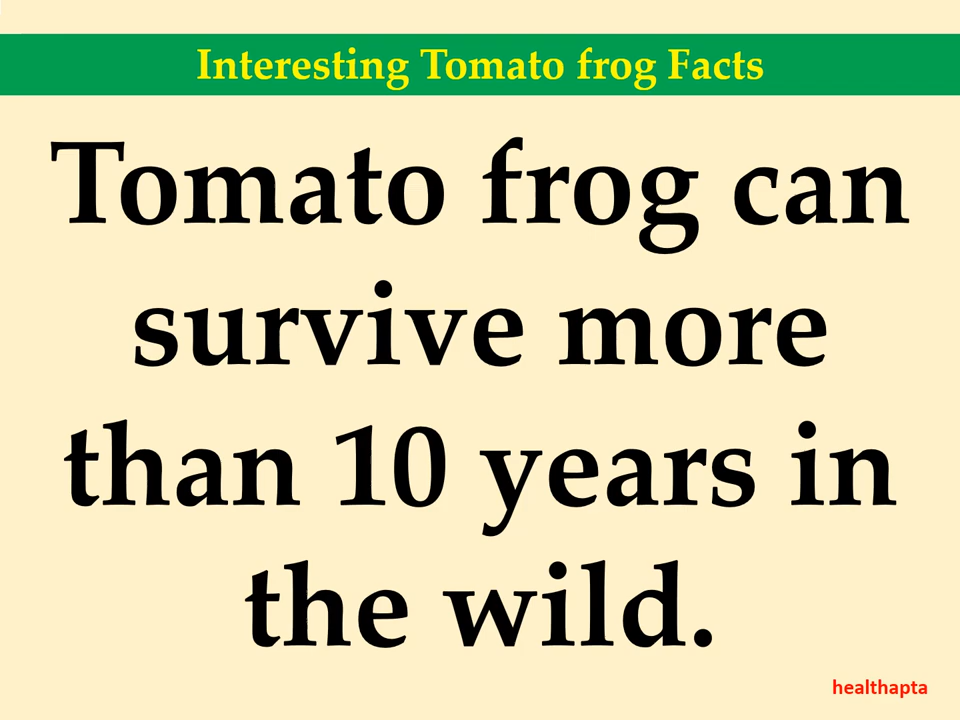 Interesting Tomato frog Facts
Tomato frog can
survive more
than 10 years in
the wild.
healthapta